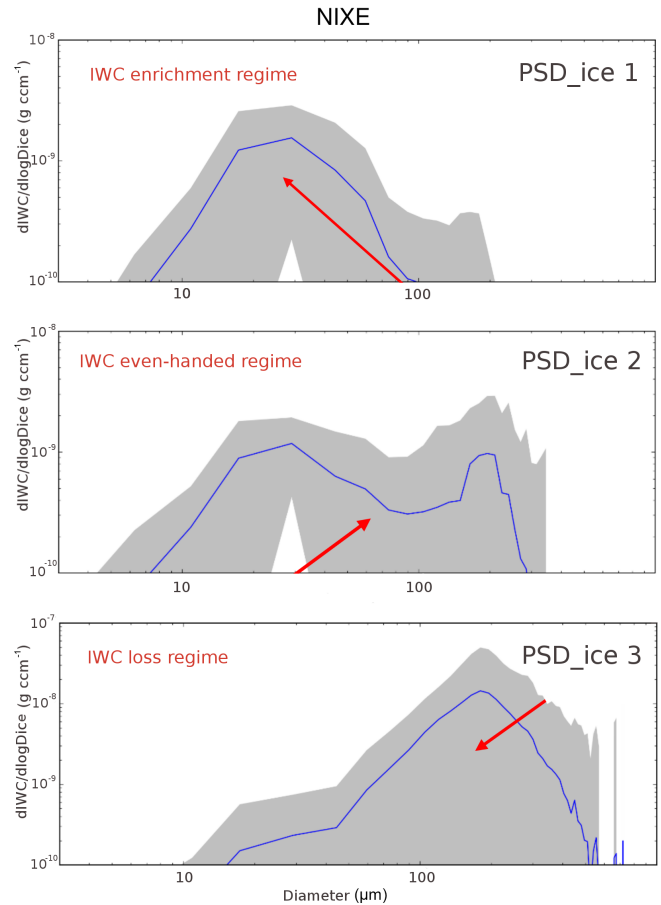 NIXE
10⁻⁸
IWC enrichment regime
PSD_ice 1
10⁻⁹
dIWC/dlogDice (g ccm⁻¹)
10⁻¹⁰
10
100
10⁻⁸
IWC even-handed regime
PSD_ice 2
10⁻⁹
dIWC/dlogDice (g ccm⁻¹)
10⁻¹⁰
10
100
10⁻⁷
IWC loss regime
PSD_ice 3
10⁻⁸
dIWC/dlogDice (g ccm⁻¹)
10⁻⁹
10⁻¹⁰
10
100
Diameter (μm)